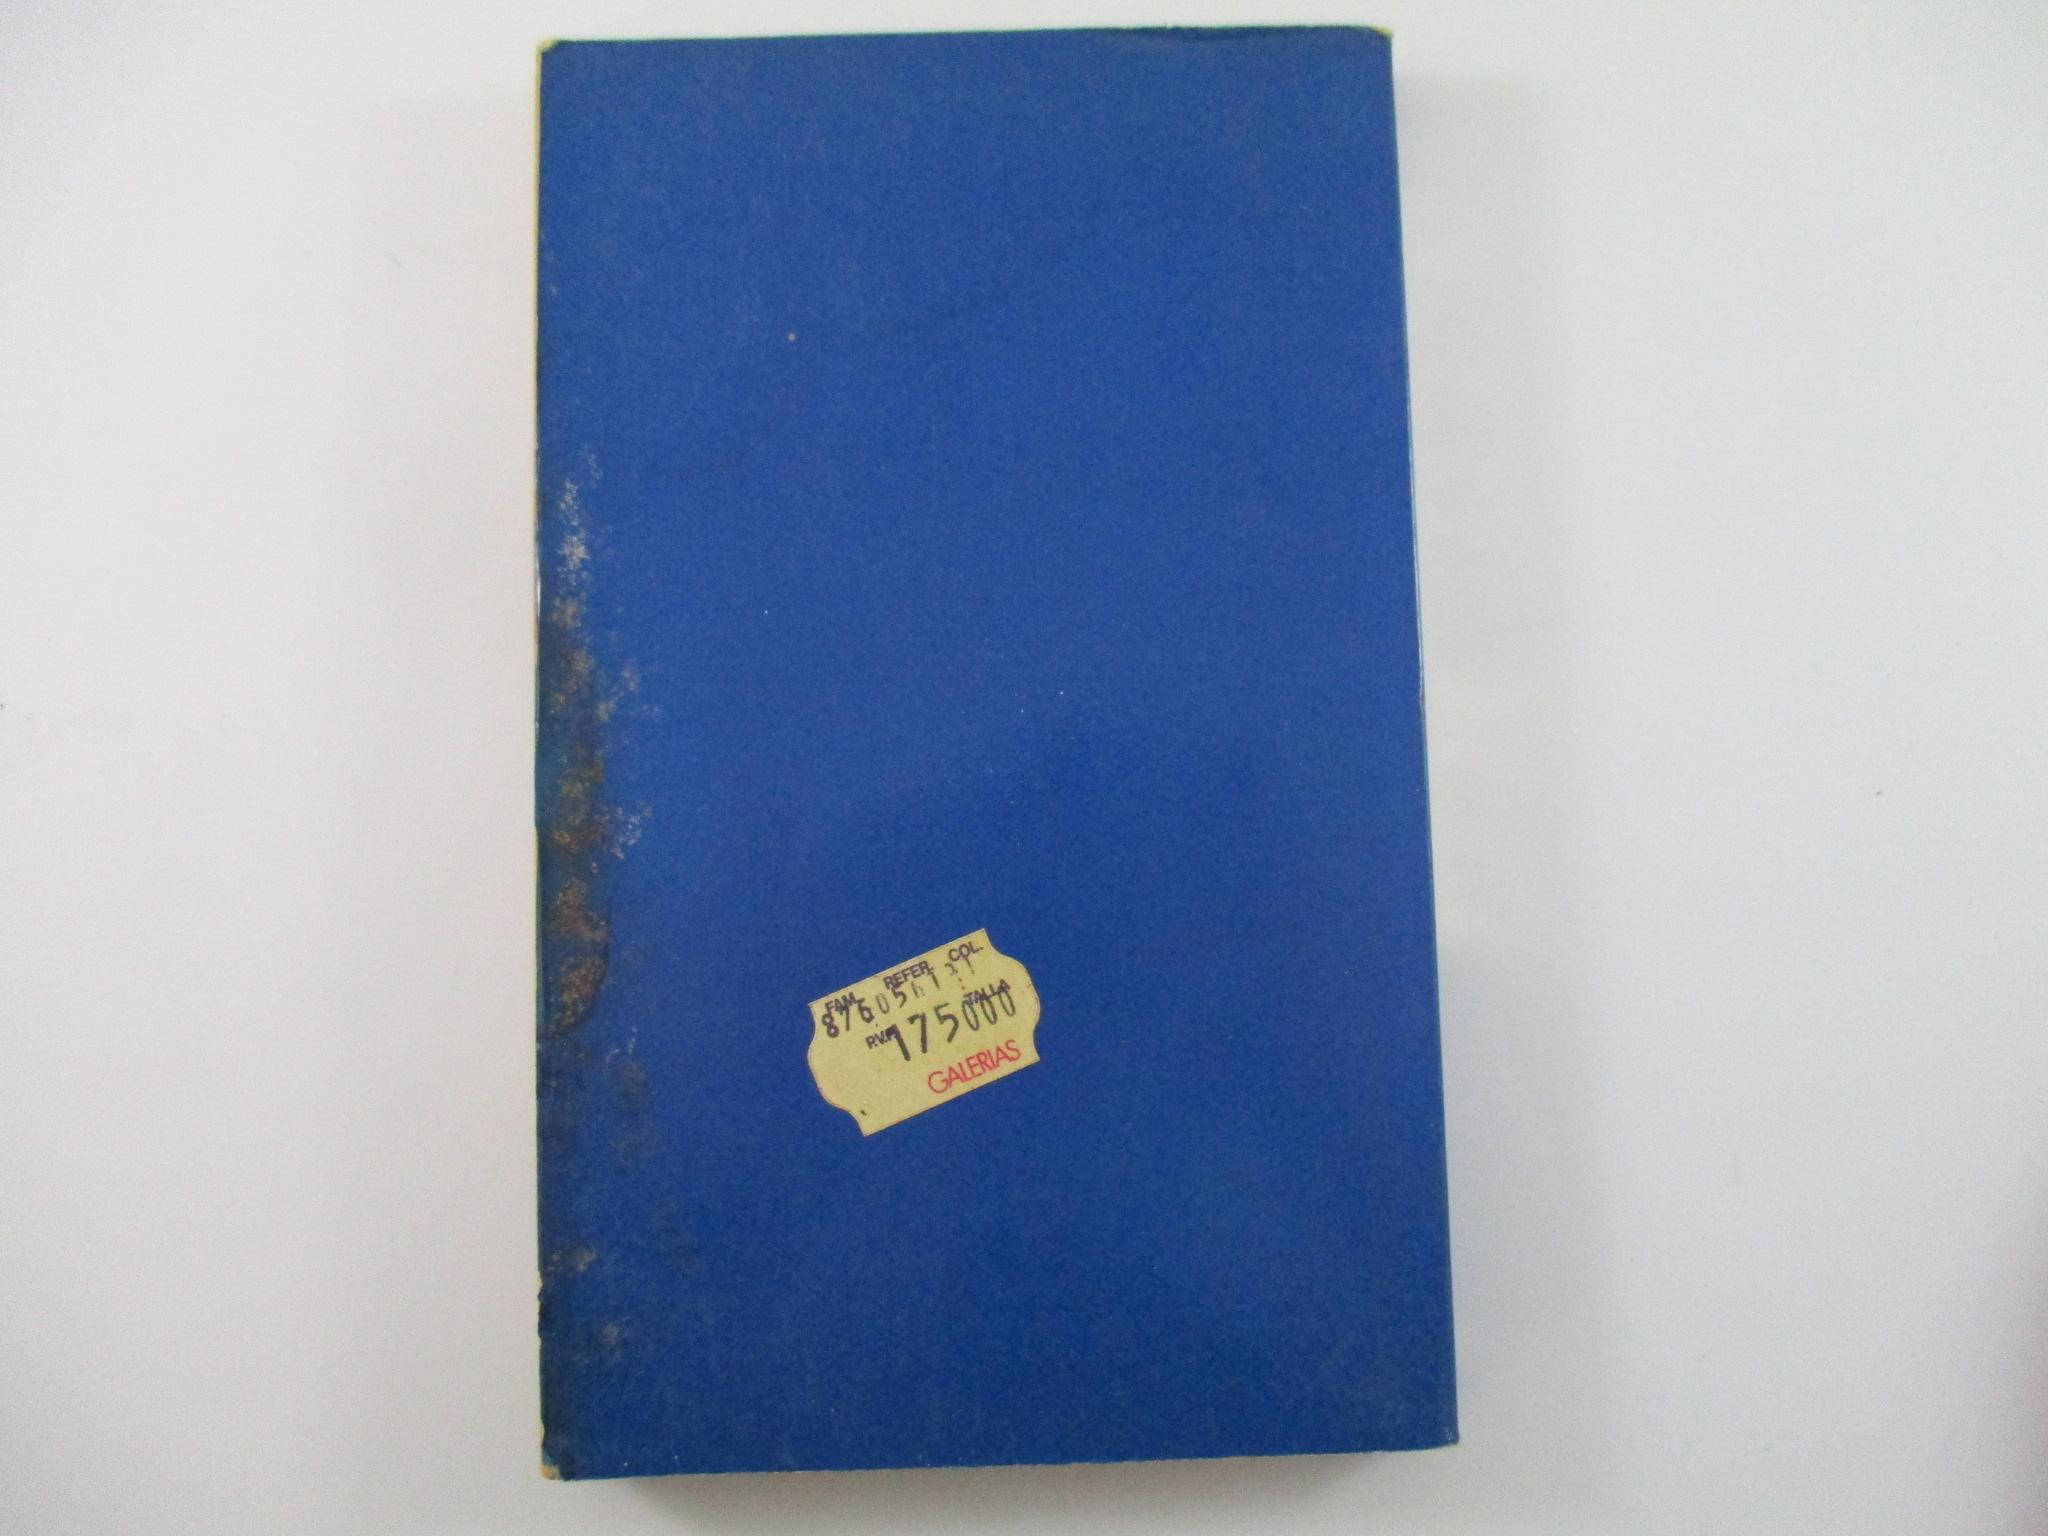 FAM. REFER. COL.
TALLA
P.V.P. 175000
GALERIAS